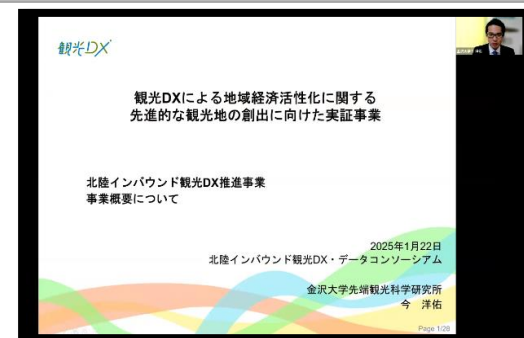 観光DX
観光DXによる地域経済活性化に関する
先進的な観光地の創出に向けた実証事業
北陸インバウンド観光DX推進事業
事業概要について
2025年1月22日
北陸インバウンド観光DX・データコンソーシアム
金沢大学先端観光科学研究所
今　洋佑
Page 1/28